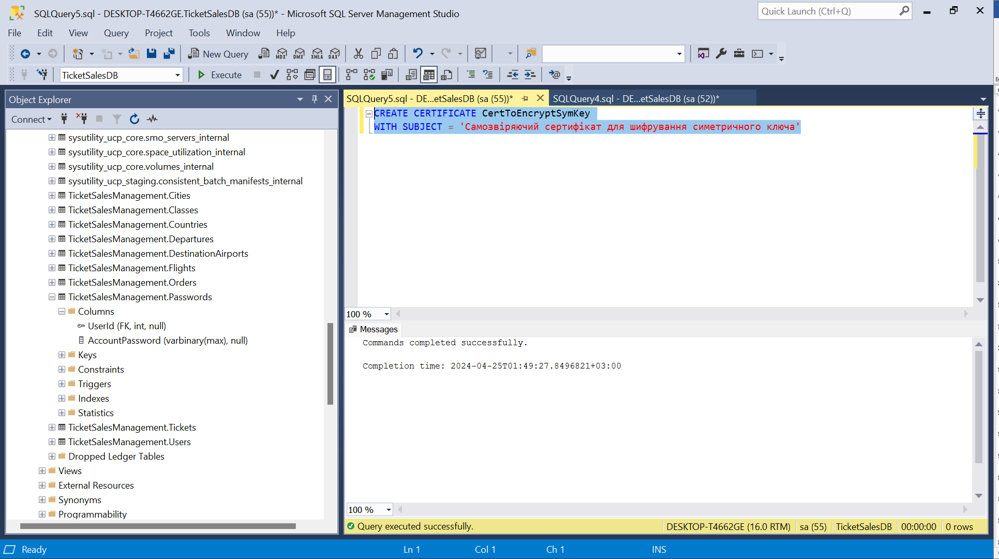 SQLQuery5.sql - DESKTOP-T4662GE.TicketSalesDB (sa (55))* - Microsoft SQL Server Management Studio
Quick Launch (Ctrl+Q)
File Edit View Query Project Tools Window Help
New Query MDX DMX XMLA DAX
TicketSalesDB Execute
Object Explorer
Connect
sysutility_ucp_core.smo_servers_internal
sysutility_ucp_core.space_utilization_internal
sysutility_ucp_core.volumes_internal
sysutility_ucp_staging.consistent_batch_manifests_internal
TicketSalesManagement.Cities
TicketSalesManagement.Classes
TicketSalesManagement.Countries
TicketSalesManagement.Departures
TicketSalesManagement.DestinationAirports
TicketSalesManagement.Flights
TicketSalesManagement.Orders
TicketSalesManagement.Passwords
Columns
UserId (FK, int, null)
AccountPassword (varbinary(max), null)
Keys
Constraints
Triggers
Indexes
Statistics
TicketSalesManagement.Tickets
TicketSalesManagement.Users
Dropped Ledger Tables
Views
External Resources
Synonyms
Programmability
SQLQuery5.sql - DE...etSalesDB (sa (55))* SQLQuery4.sql - DE...etSalesDB (sa (52))*
CREATE CERTIFICATE CertToEncryptSymKey
WITH SUBJECT = 'Самозвіряючий сертифікат для шифрування симетричного ключа'
100 %
Messages
Commands completed successfully.
Completion time: 2024-04-25T01:49:27.8496821+03:00
100 %
Query executed successfully. DESKTOP-T4662GE (16.0 RTM) sa (55) TicketSalesDB 00:00:00 0 rows
Ready Ln 1 Col 1 Ch 1 INS